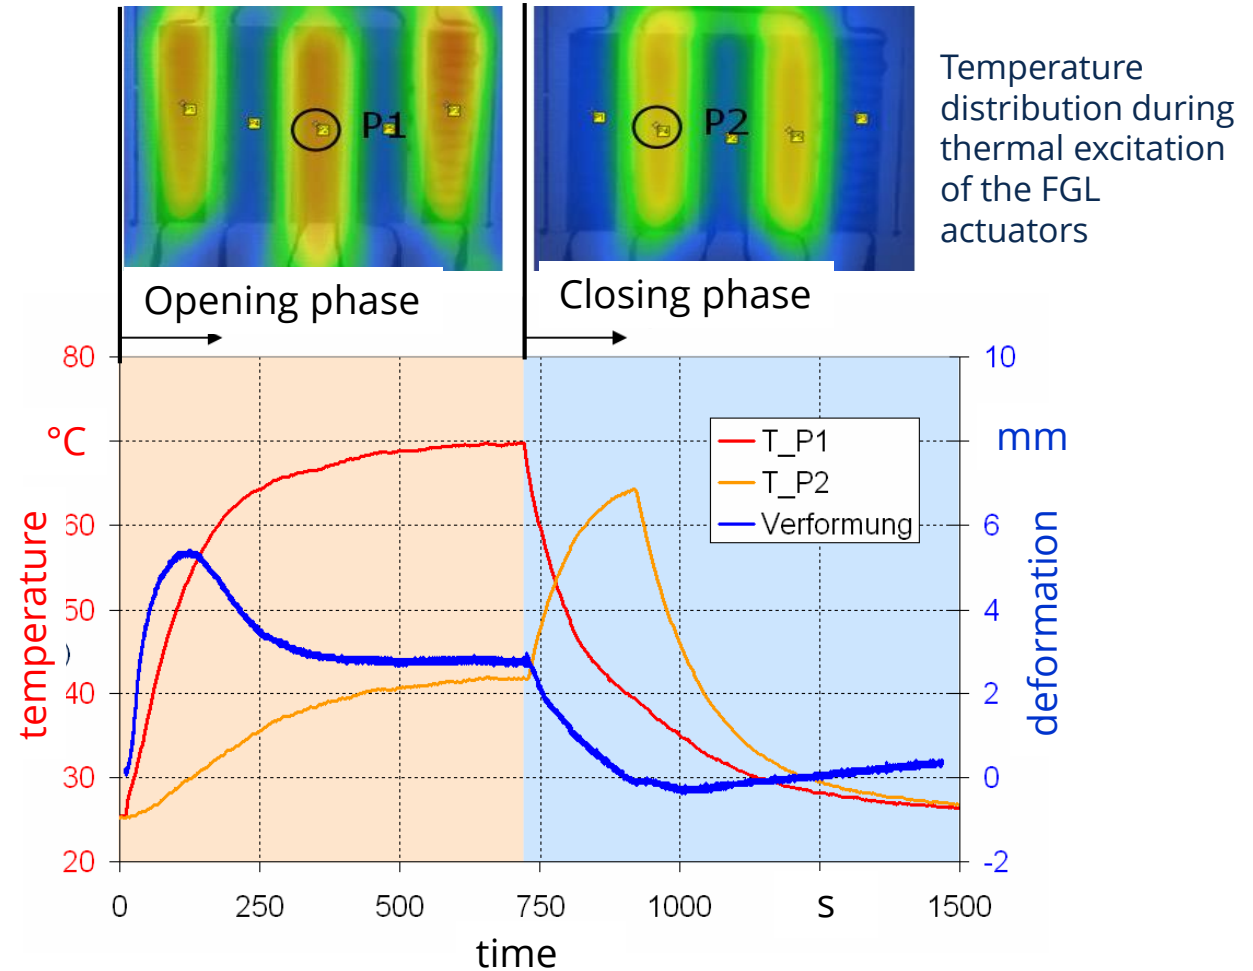 P1
P2
Temperature
distribution during
thermal excitation
of the FGL
actuators
Opening phase
Closing phase
80
10
°C
mm
T_P1
T_P2
Verformung
60
6
temperature
deformation
50
4
)
40
2
30
0
20
-2
0
250
500
750
1000
s
1500
time